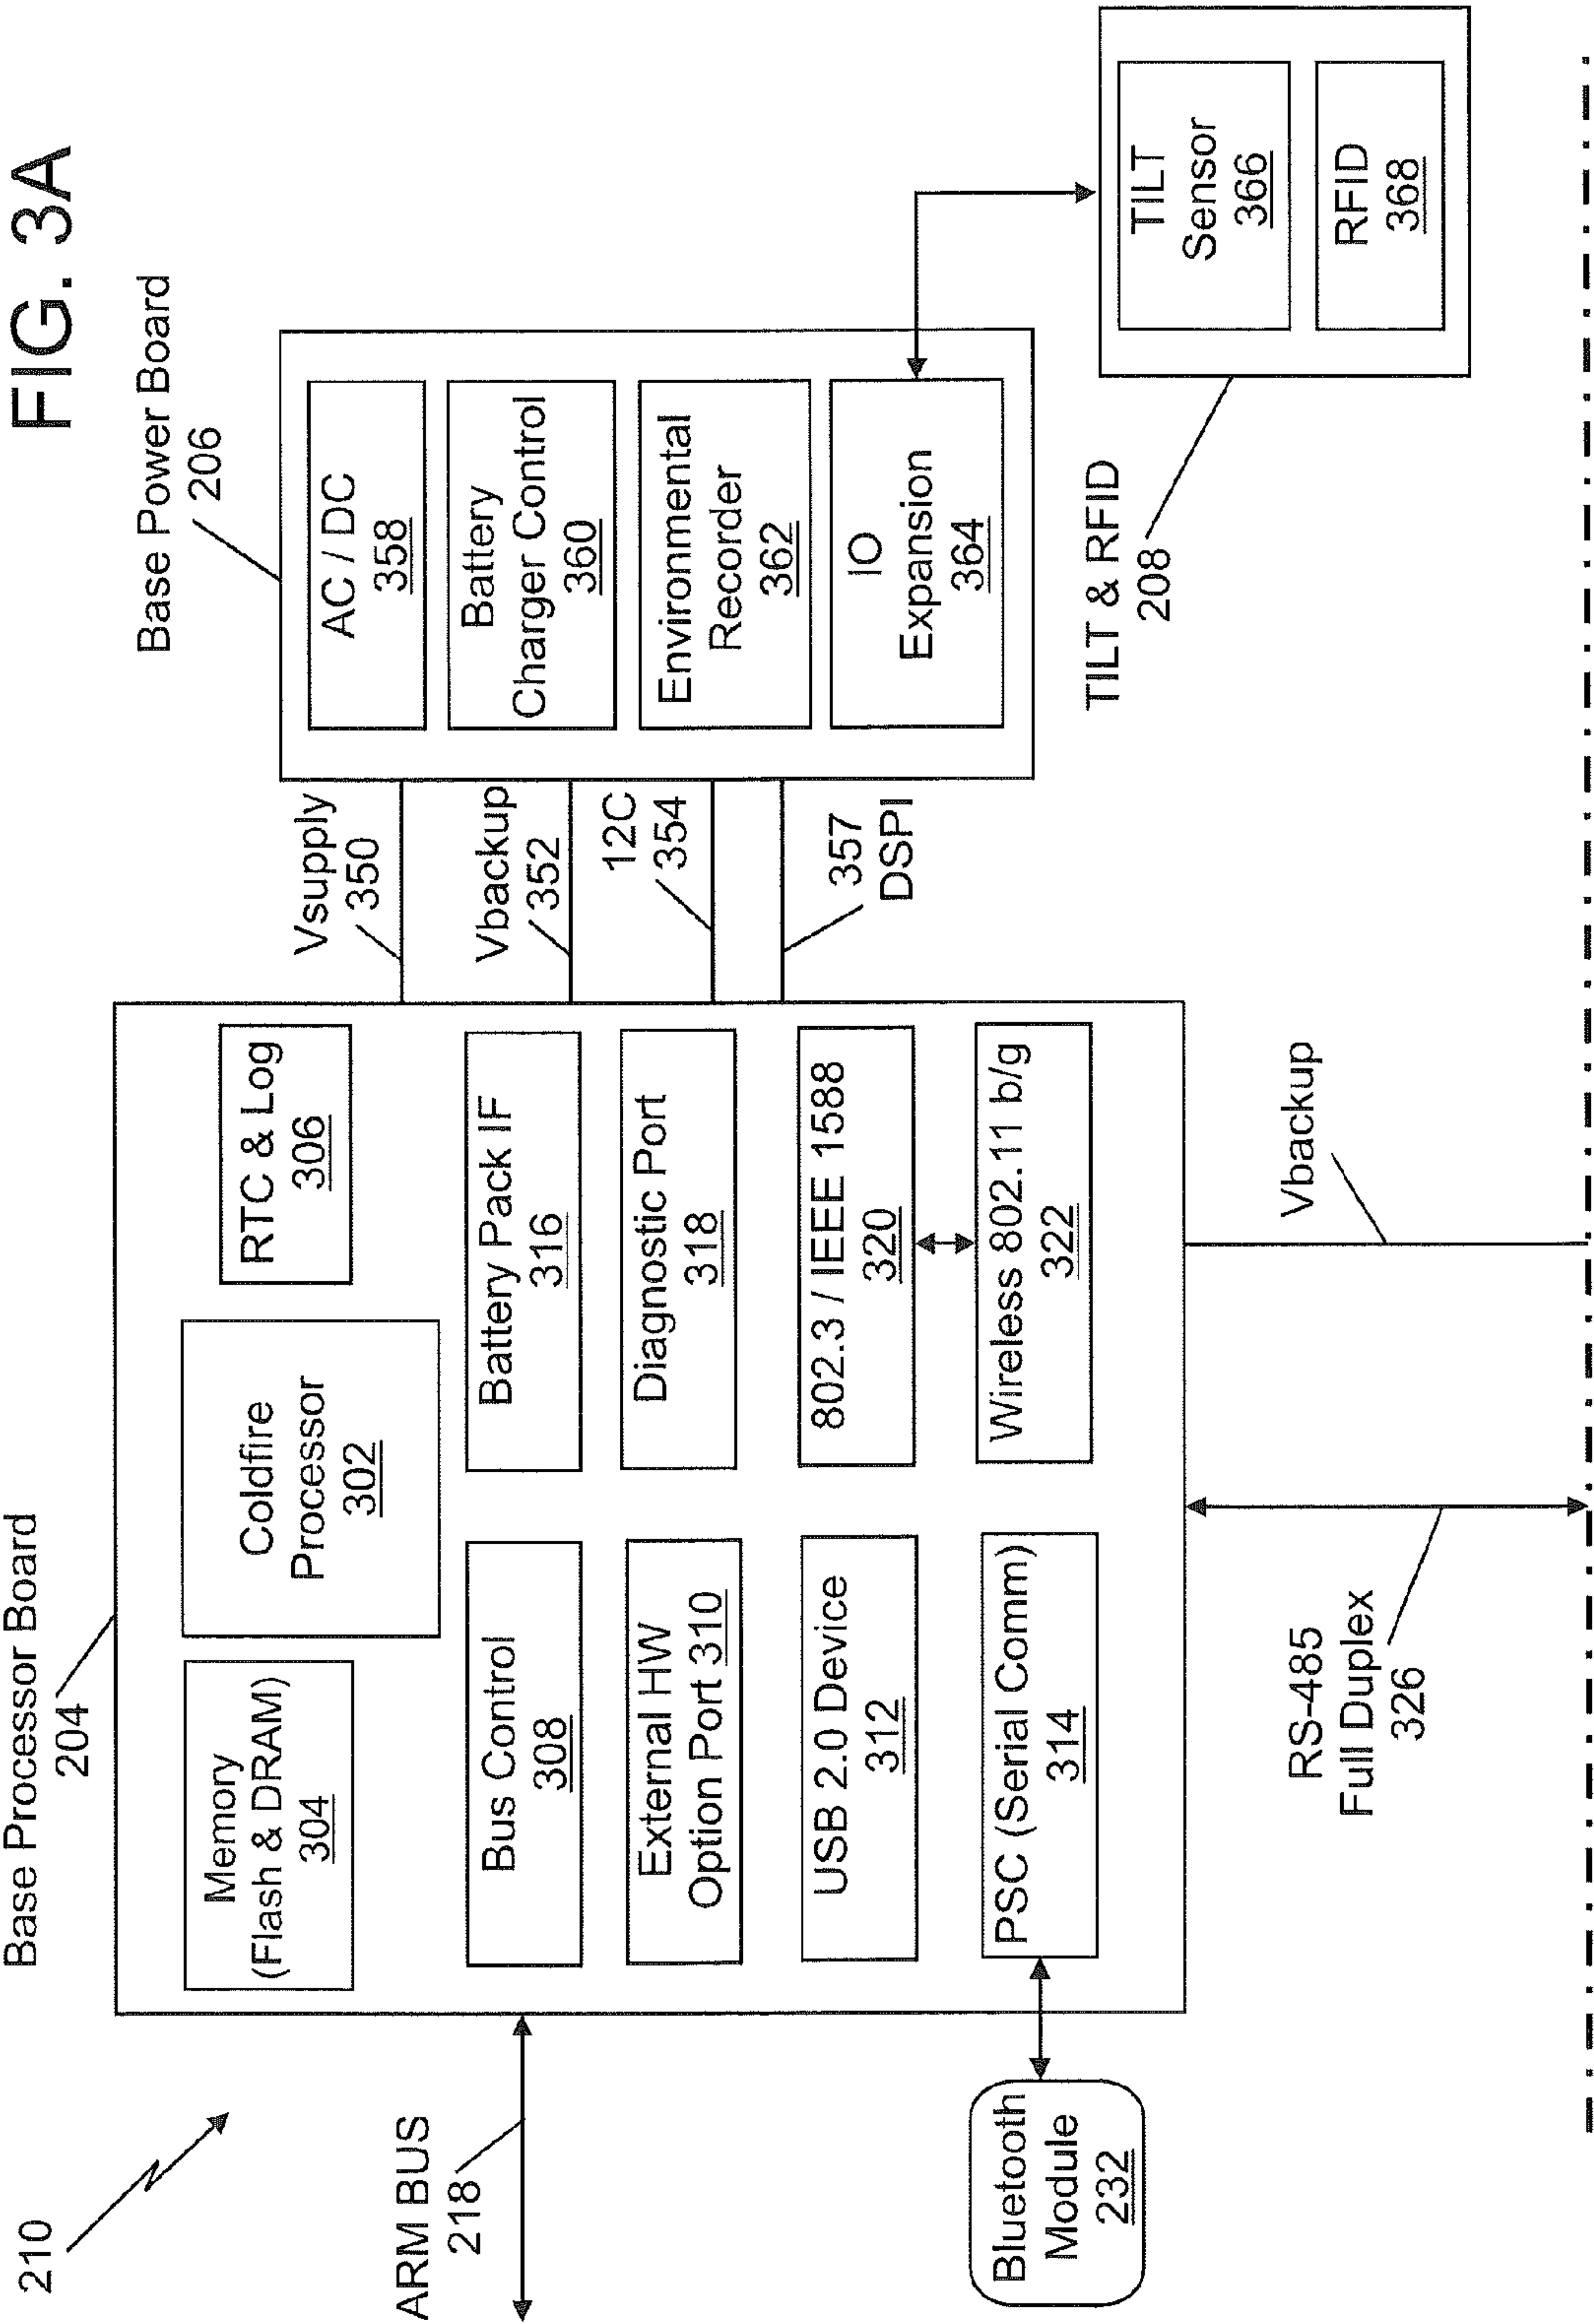 FIG. 3A
210
Base Processor Board
204
Memory
(Flash & DRAM)
304
Coldfire
Processor
302
RTC & Log
306
Bus Control
308
Battery Pack IF
316
External HW
Option Port 310
Diagnostic Port
318
USB 2.0 Device
312
802.3 / IEEE 1588
320
PSC (Serial Comm)
314
Wireless 802.11 b/g
322
ARM BUS
218
Bluetooth
Module
232
Vsupply
350
Vbackup
352
12C
354
357
DSPI
Base Power Board
206
AC / DC
358
Battery
Charger Control
360
Environmental
Recorder
362
IO
Expansion
364
TILT & RFID
208
TILT
Sensor
366
RFID
368
RS-485
Full Duplex
326
Vbackup